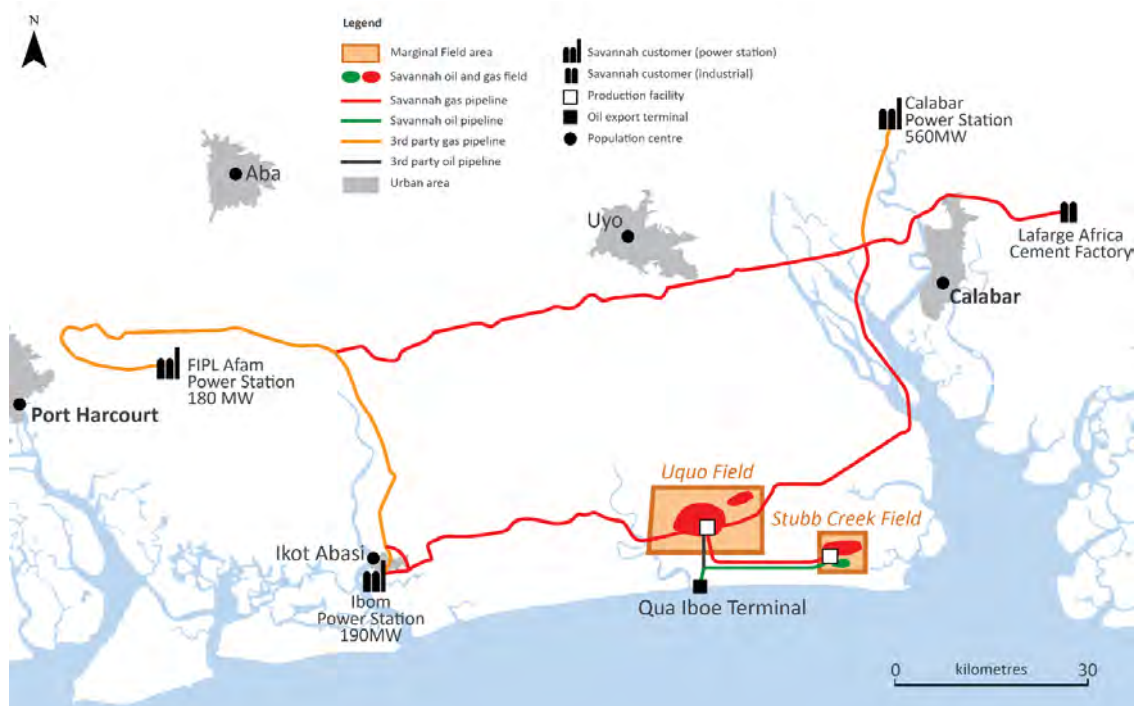 N
Legend
Marginal Field area
Savannah oil and gas field
Savannah gas pipeline
Savannah oil pipeline
3rd party gas pipeline
3rd party oil pipeline
Urban area
Savannah customer (power station)
Savannah customer (industrial)
Production facility
Oil export terminal
Population centre
Calabar
Power Station
560MW
Aba
Uyo
Lafarge Africa
Cement Factory
Calabar
FIPL Afam
Power Station
180 MW
Port Harcourt
Uquo Field
Stubb Creek Field
Ikot Abasi
Ibom
Power Station
190MW
Qua Iboe Terminal
0 kilometres 30